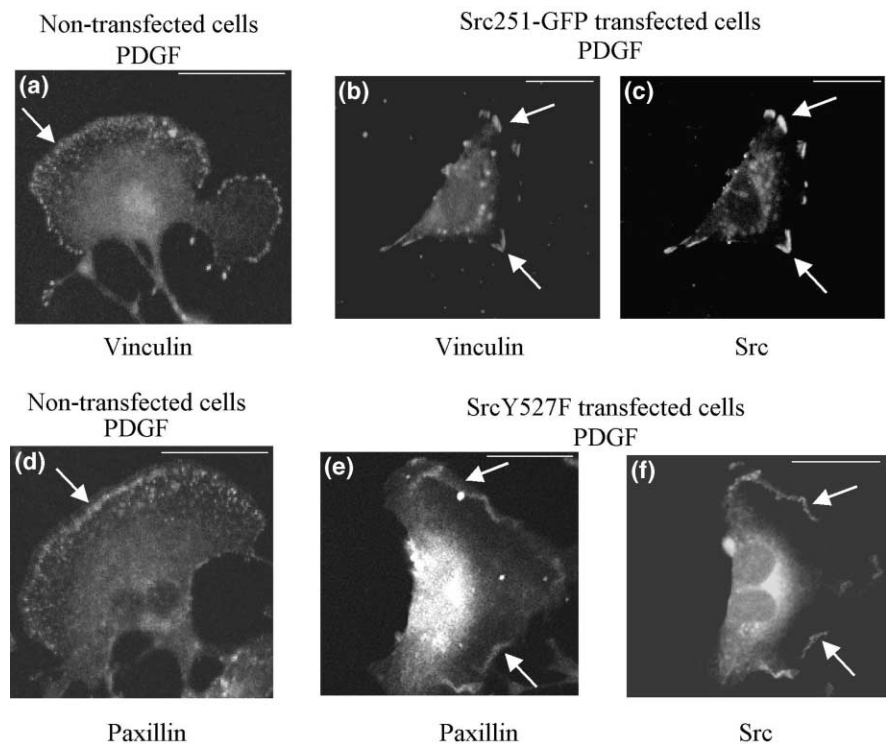 Non-transfected cells
PDGF
Src251-GFP transfected cells
PDGF
(a)
(b)
(c)
Vinculin
Vinculin
Src
Non-transfected cells
PDGF
SrcY527F transfected cells
PDGF
(d)
(e)
(f)
Paxillin
Paxillin
Src